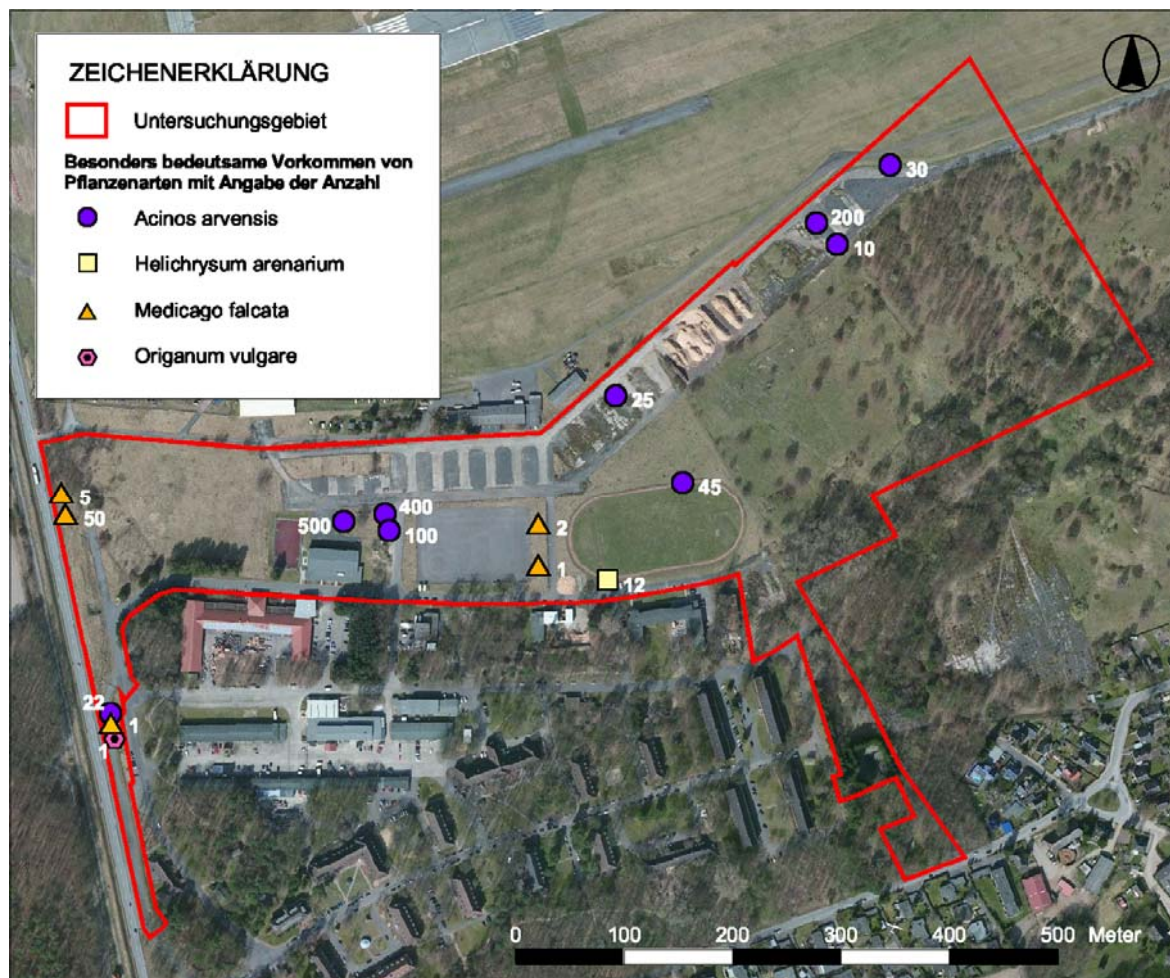 ZEICHENERKLÄRUNG
Untersuchungsgebiet
Besonders bedeutsame Vorkommen von
Pflanzenarten mit Angabe der Anzahl
Acinos arvensis
Helichrysum arenarium
Medicago falcata
Origanum vulgare
30
200
10
25
45
5
50
400
500
100
2
1
12
22
1
1
0 100 200 300 400 500 Meter